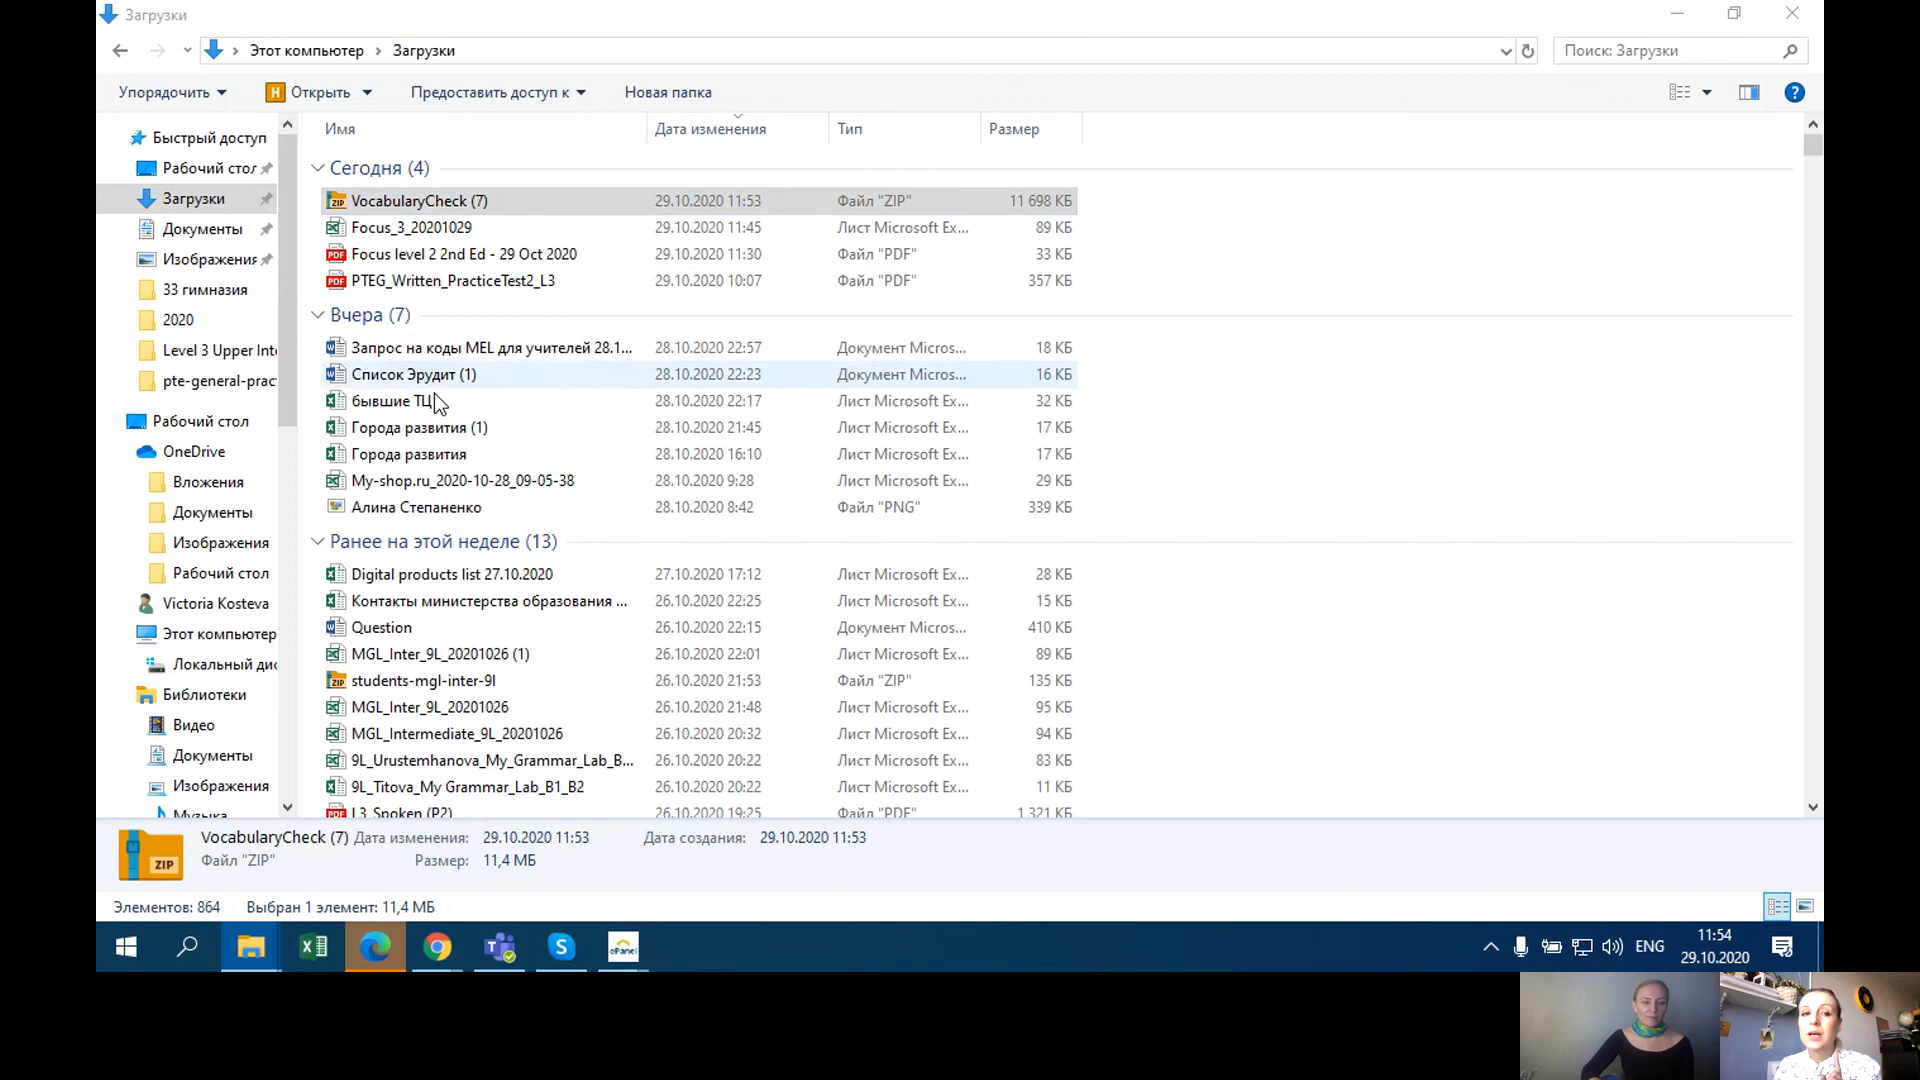 Загрузки
Этот компьютер
Загрузки
Поиск: Загрузки
Упорядочить
Открыть
Предоставить доступ к
Новая папка
Имя
Дата изменения
Тип
Размер
Сегодня (4)
VocabularyCheck (7) 29.10.2020 11:53 Файл "ZIP" 11 698 КБ
Focus_3_20201029 29.10.2020 11:45 Лист Microsoft Ex... 89 КБ
Focus level 2 2nd Ed - 29 Oct 2020 29.10.2020 11:30 Файл "PDF" 33 КБ
PTEG_Written_PracticeTest2_L3 29.10.2020 10:07 Файл "PDF" 357 КБ
Вчера (7)
Запрос на коды MEL для учителей 28.1... 28.10.2020 22:57 Документ Micros... 18 КБ
Список Эрудит (1) 28.10.2020 22:23 Документ Micros... 16 КБ
бывшие ТЦ 28.10.2020 22:17 Лист Microsoft Ex... 32 КБ
Города развития (1) 28.10.2020 21:45 Лист Microsoft Ex... 17 КБ
Города развития 28.10.2020 16:10 Лист Microsoft Ex... 17 КБ
My-shop.ru_2020-10-28_09-05-38 28.10.2020 9:28 Лист Microsoft Ex... 29 КБ
Алина Степаненко 28.10.2020 8:42 Файл "PNG" 339 КБ
Ранее на этой неделе (13)
Digital products list 27.10.2020 27.10.2020 17:12 Лист Microsoft Ex... 28 КБ
Контакты министерства образования ... 26.10.2020 22:25 Лист Microsoft Ex... 15 КБ
Question 26.10.2020 22:15 Документ Micros... 410 КБ
MGL_Inter_9L_20201026 (1) 26.10.2020 22:01 Лист Microsoft Ex... 89 КБ
students-mgl-inter-9l 26.10.2020 21:53 Файл "ZIP" 135 КБ
MGL_Inter_9L_20201026 26.10.2020 21:48 Лист Microsoft Ex... 95 КБ
MGL_Intermediate_9L_20201026 26.10.2020 20:32 Лист Microsoft Ex... 94 КБ
9L_Urustemhanova_My_Grammar_Lab_B... 26.10.2020 20:22 Лист Microsoft Ex... 83 КБ
9L_Titova_My Grammar_Lab_B1_B2 26.10.2020 20:22 Лист Microsoft Ex... 11 КБ
L3_Spoken (P2) 26.10.2020 19:25 Файл "PDF" 1 321 КБ
Быстрый доступ
Рабочий стол
Загрузки
Документы
Изображения
33 гимназия
2020
Level 3 Upper Inte
pte-general-prac
Рабочий стол
OneDrive
Вложения
Документы
Изображения
Рабочий стол
Victoria Kosteva
Этот компьютер
Локальный дис
Библиотеки
Видео
Документы
Изображения
Музыка
VocabularyCheck (7) Дата изменения: 29.10.2020 11:53 Дата создания: 29.10.2020 11:53
Файл "ZIP" Размер: 11,4 МБ
ZIP
Элементов: 864 Выбран 1 элемент: 11,4 МБ
ePanel
ENG
11:54
29.10.2020